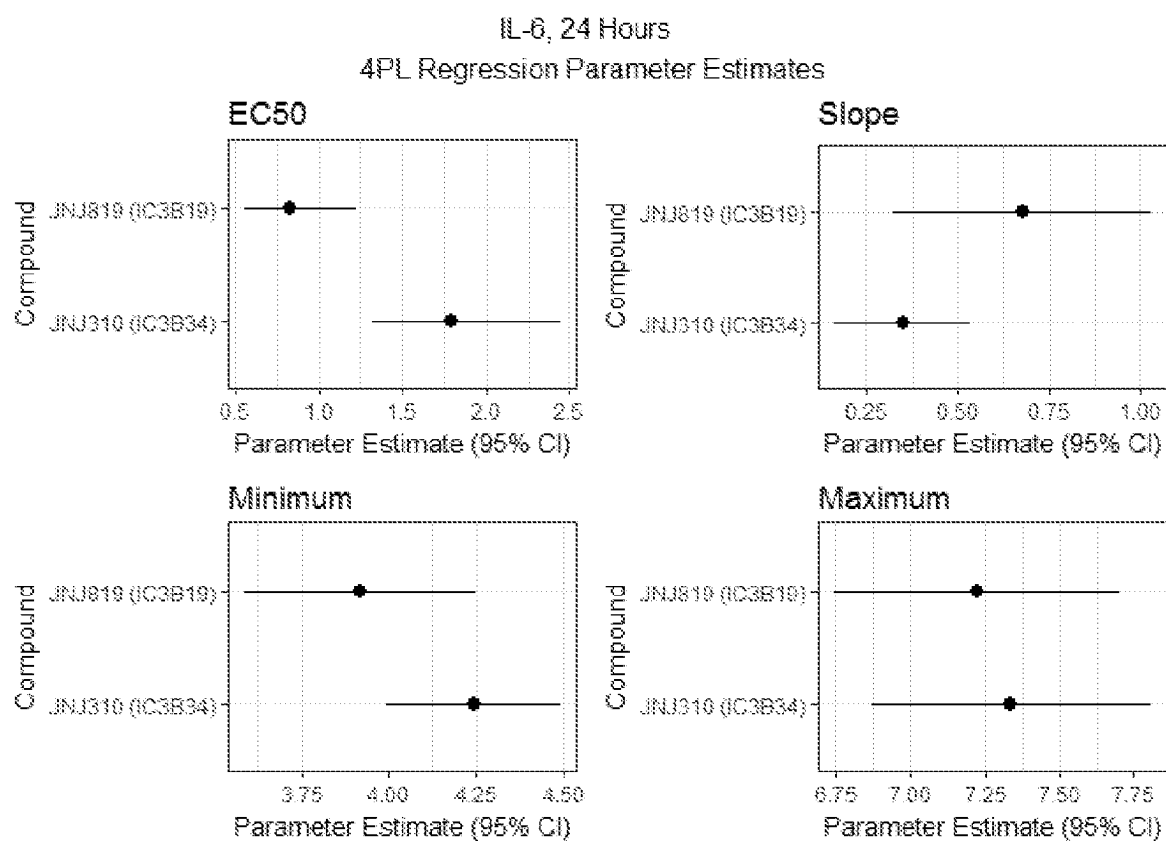 IL-6, 24 Hours
4PL Regression Parameter Estimates
EC50
Compound
JNJ819 (IC3B19)
JNJ310 (IC3B34)
0.5 1.0 1.5 2.0 2.5
Parameter Estimate (95% CI)
Slope
Compound
JNJ819 (IC3B19)
JNJ310 (IC3B34)
0.25 0.50 0.75 1.00
Parameter Estimate (95% CI)
Minimum
Compound
JNJ819 (IC3B19)
JNJ310 (IC3B34)
3.75 4.00 4.25 4.50
Parameter Estimate (95% CI)
Maximum
Compound
JNJ819 (IC3B19)
JNJ310 (IC3B34)
6.75 7.00 7.25 7.50 7.75
Parameter Estimate (95% CI)